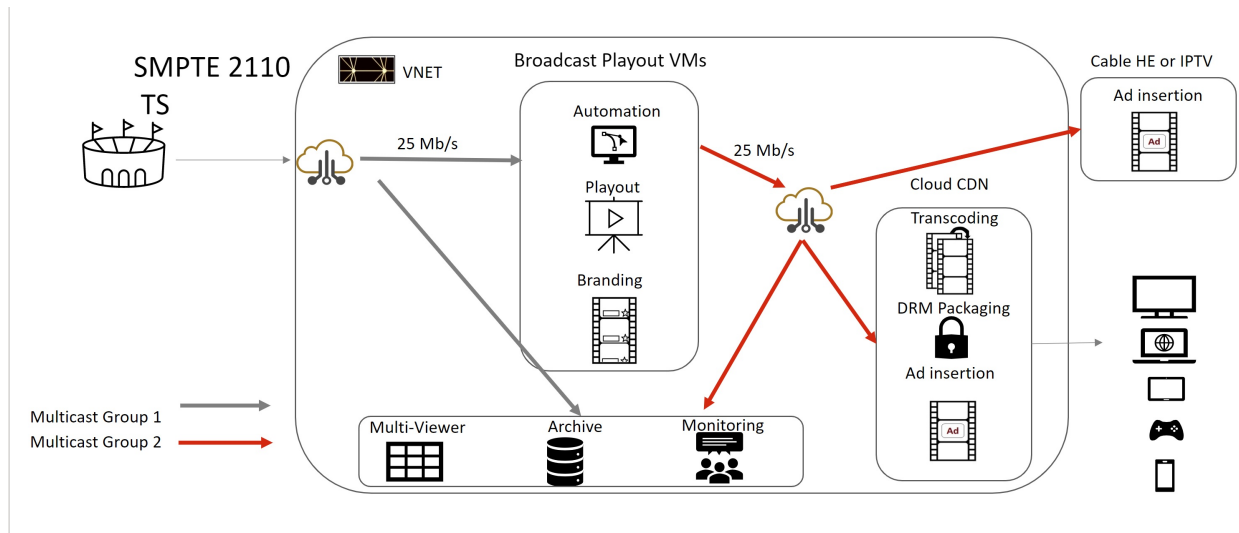 SMPTE 2110
TS
VNET
Broadcast Playout VMs
Cable HE or IPTV
Ad insertion
Ad
Automation
25 Mb/s
25 Mb/s
Playout
Cloud CDN
Transcoding
Branding
DRM Packaging
Ad insertion
Ad
Multicast Group 1
Multicast Group 2
Multi-Viewer
Archive
Monitoring